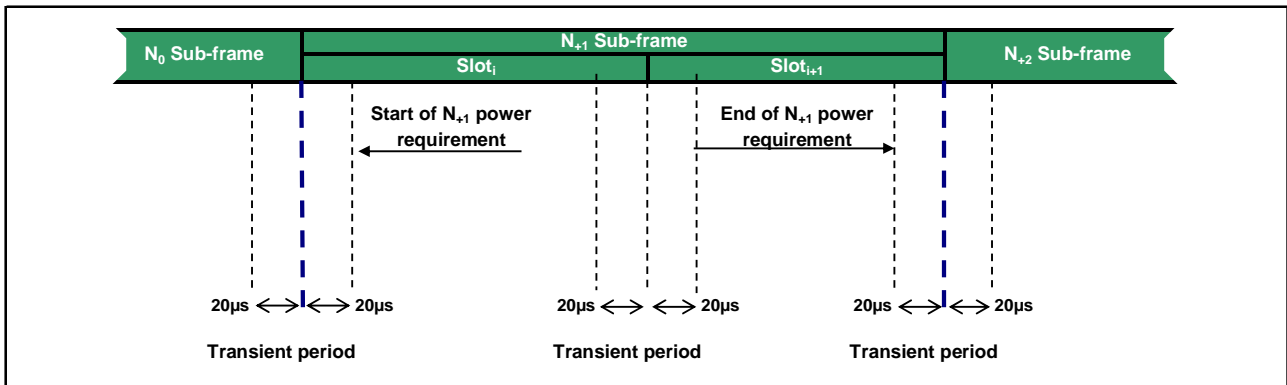 N+1 Sub-frame
N0 Sub-frame
N+2 Sub-frame
Sloti
Sloti+1
Start of N+1 power
requirement
End of N+1 power
requirement
20µs
20µs
20µs
20µs
20µs
20µs
Transient period
Transient period
Transient period